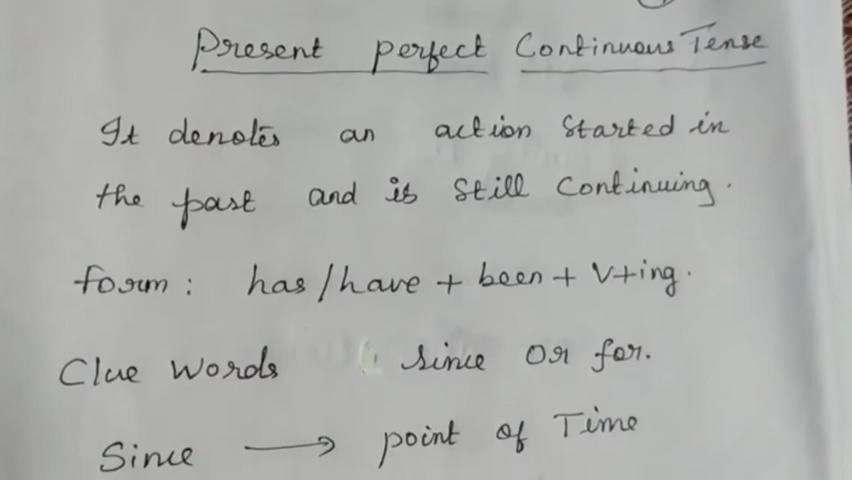 Present perfect Continuous Tense
It denotes an action started in
the past and is still continuing.
form : has/have + been + V+ing.
Clue words : since or for.
Since → point of Time